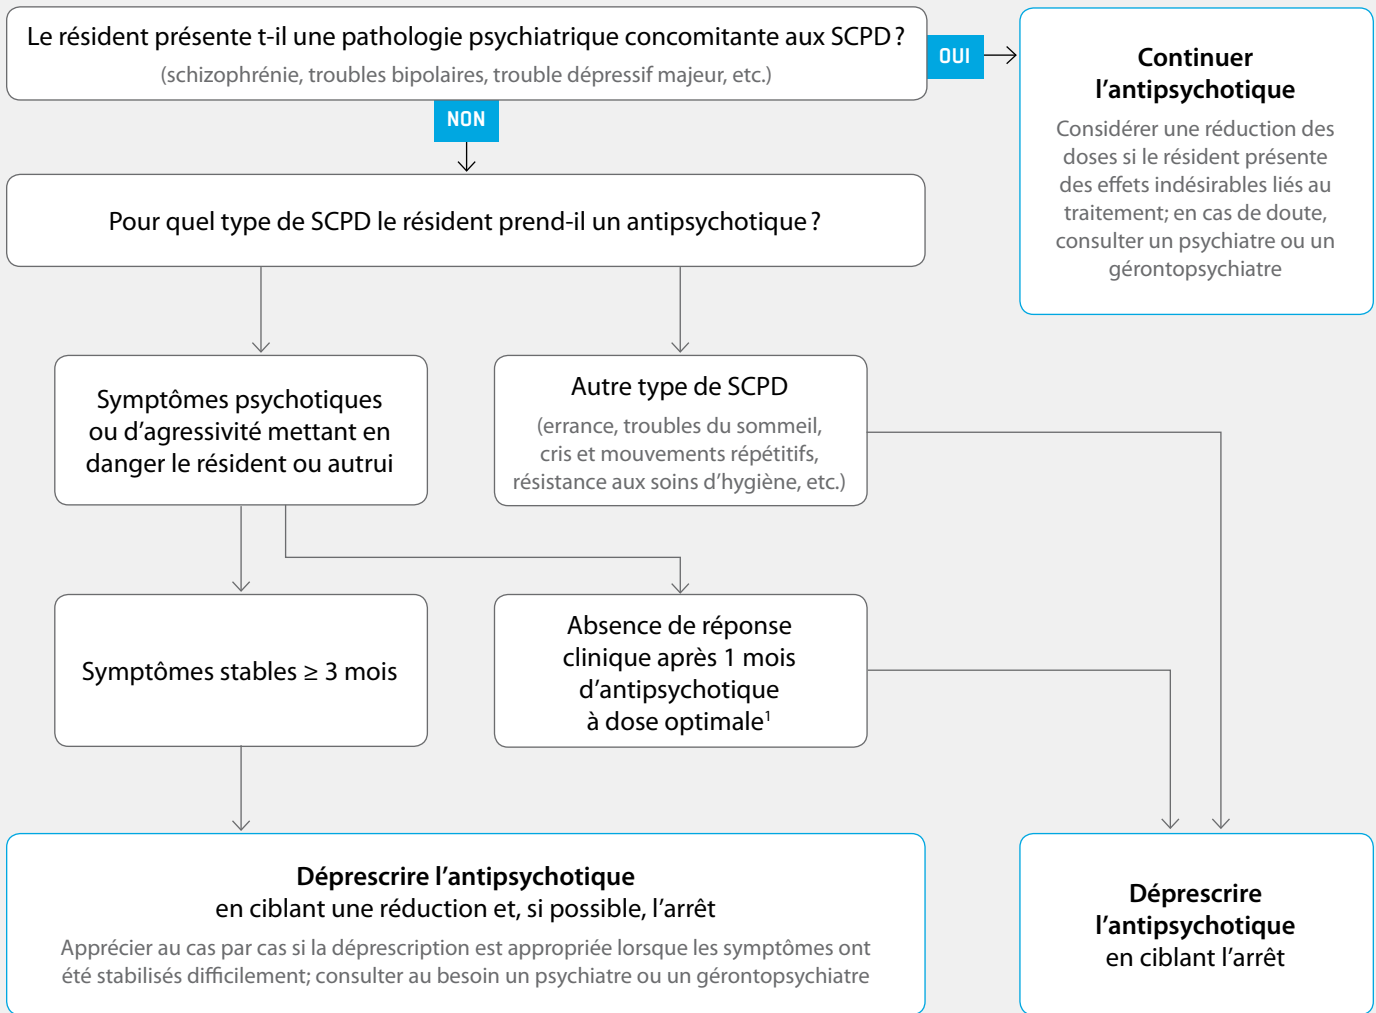 Le résident présente t-il une pathologie psychiatrique concomitante aux SCPD ?
(schizophrénie, troubles bipolaires, trouble dépressif majeur, etc.)
OUI
NON
Continuer
l’antipsychotique
Considérer une réduction des
doses si le résident présente
des effets indésirables liés au
traitement; en cas de doute,
consulter un psychiatre ou un
gérontopsychiatre
Pour quel type de SCPD le résident prend-il un antipsychotique ?
Symptômes psychotiques
ou d’agressivité mettant en
danger le résident ou autrui
Autre type de SCPD
(errance, troubles du sommeil,
cris et mouvements répétitifs,
résistance aux soins d’hygiène, etc.)
Symptômes stables ≥ 3 mois
Absence de réponse
clinique après 1 mois
d’antipsychotique
à dose optimale¹
Déprescrire l’antipsychotique
en ciblant une réduction et, si possible, l’arrêt
Apprécier au cas par cas si la déprescription est appropriée lorsque les symptômes ont
été stabilisés difficilement; consulter au besoin un psychiatre ou un gérontopsychiatre
Déprescrire
l’antipsychotique
en ciblant l’arrêt